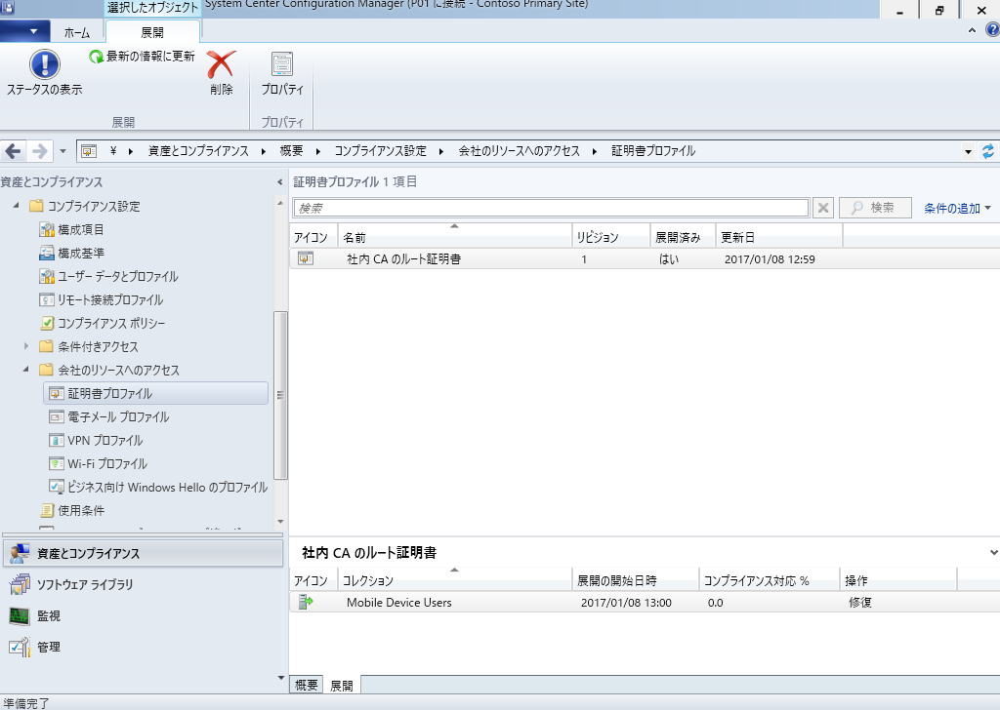 選択したオブジェクト
System Center Configuration Manager (P01 に接続 - Contoso Primary Site)
ホーム
展開
ステータスの表示
最新の情報に更新
削除
プロパティ
展開
プロパティ
¥ 資産とコンプライアンス 概要 コンプライアンス設定 会社のリソースへのアクセス 証明書プロファイル
資産とコンプライアンス
コンプライアンス設定
構成項目
構成基準
ユーザー データとプロファイル
リモート接続プロファイル
コンプライアンス ポリシー
条件付きアクセス
会社のリソースへのアクセス
証明書プロファイル
電子メール プロファイル
VPN プロファイル
Wi-Fi プロファイル
ビジネス向け Windows Hello のプロファイル
使用条件
資産とコンプライアンス
ソフトウェア ライブラリ
監視
管理
証明書プロファイル 1 項目
検索
検索
条件の追加
アイコン 名前 リビジョン 展開済み 更新日
社内 CA のルート証明書 1 はい 2017/01/08 12:59
社内 CA のルート証明書
アイコン コレクション 展開の開始日時 コンプライアンス対応 % 操作
Mobile Device Users 2017/01/08 13:00 0.0 修復
概要
展開
準備完了